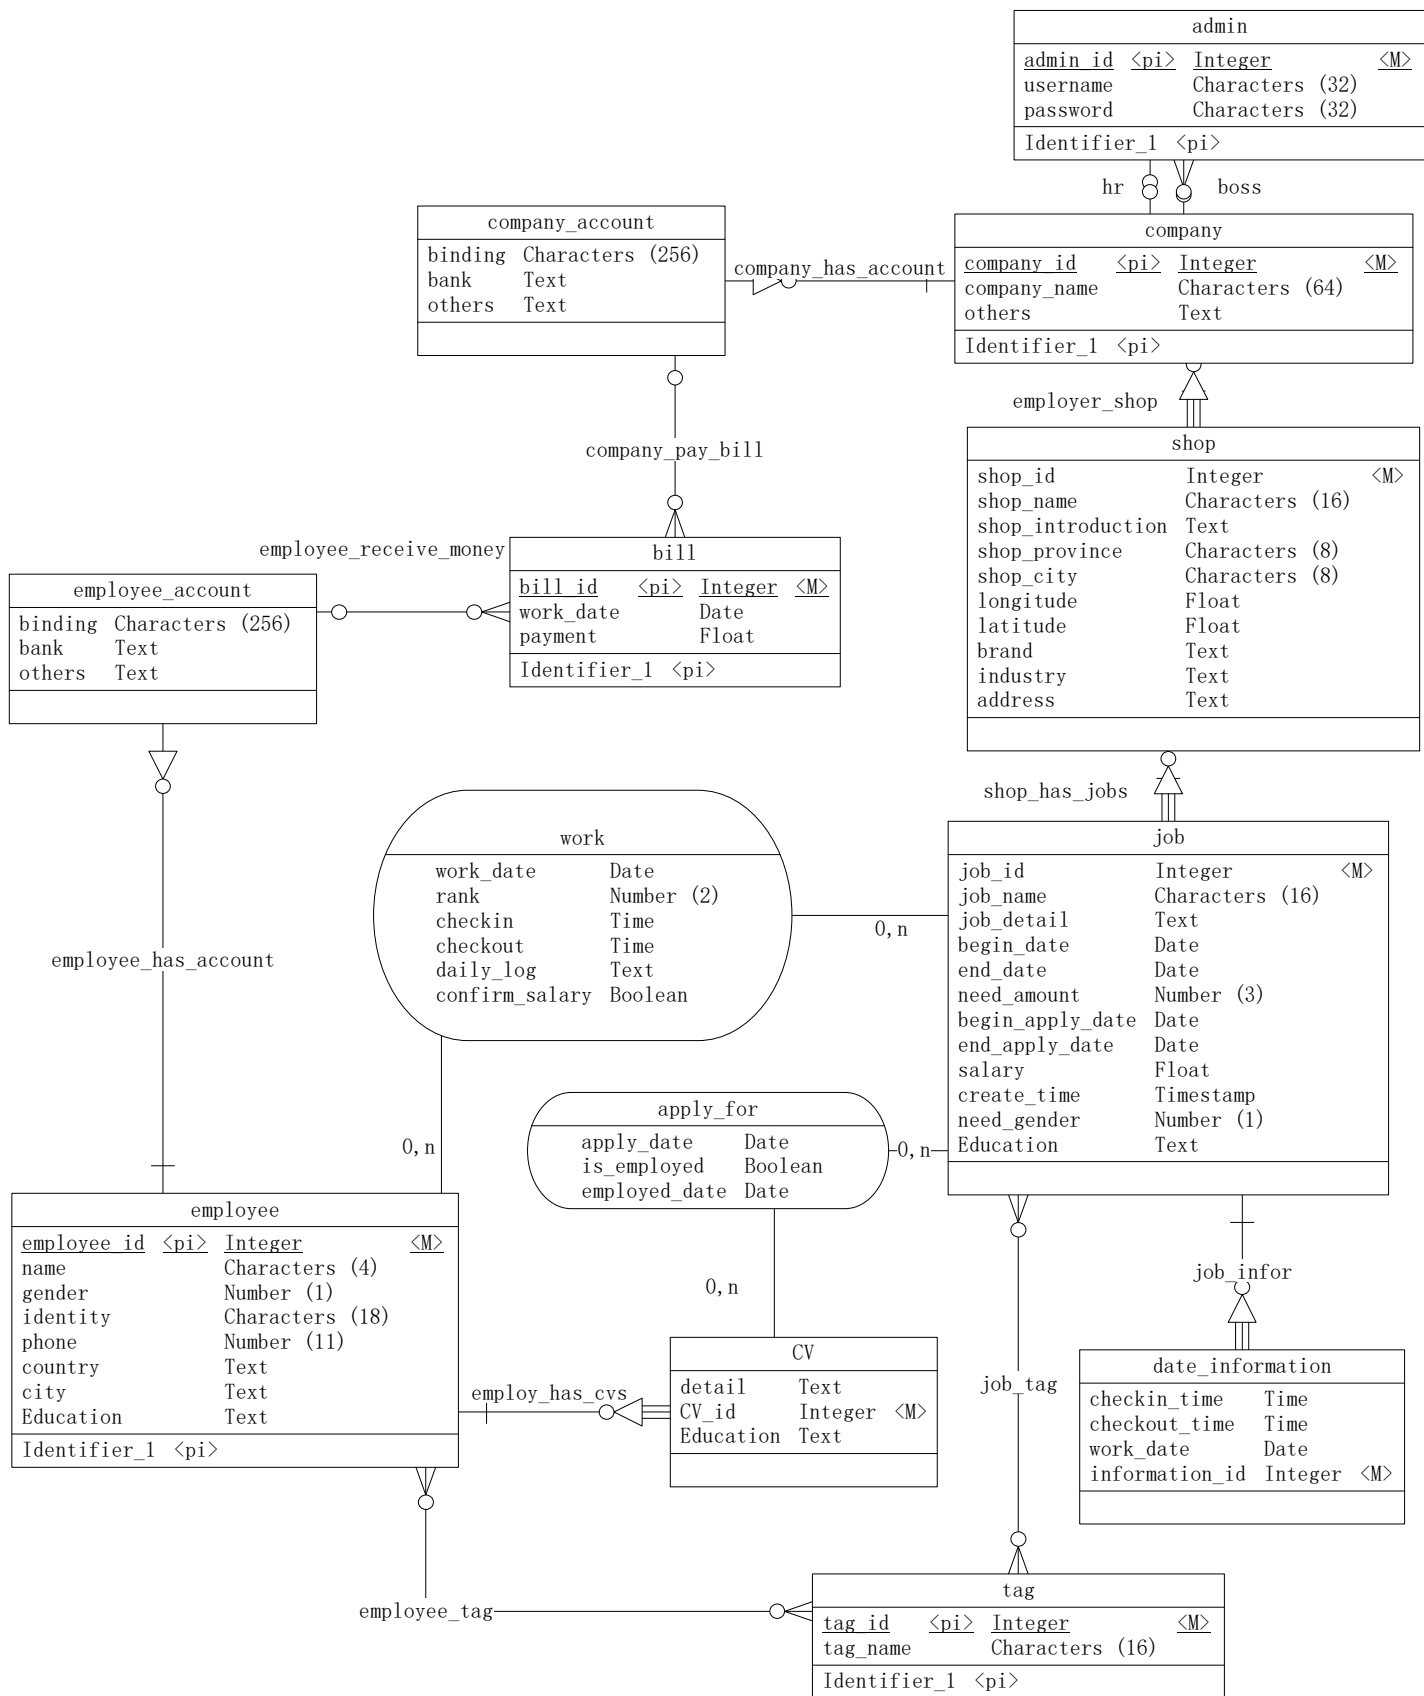 admin
admin_id <pi> Integer <M>
username Characters (32)
password Characters (32)
Identifier_1 <pi>
hr boss
company_account
binding Characters (256)
bank Text
others Text
company_has_account
company
company_id <pi> Integer <M>
company_name Characters (64)
others Text
Identifier_1 <pi>
employer_shop
company_pay_bill
shop
shop_id Integer <M>
shop_name Characters (16)
shop_introduction Text
shop_province Characters (8)
shop_city Characters (8)
longitude Float
latitude Float
brand Text
industry Text
address Text
employee_receive_money
bill
bill_id <pi> Integer <M>
work_date Date
payment Float
Identifier_1 <pi>
employee_account
binding Characters (256)
bank Text
others Text
shop_has_jobs
work
work_date Date
rank Number (2)
checkin Time
checkout Time
daily_log Text
confirm_salary Boolean
0,n
job
job_id Integer <M>
job_name Characters (16)
job_detail Text
begin_date Date
end_date Date
need_amount Number (3)
begin_apply_date Date
end_apply_date Date
salary Float
create_time Timestamp
need_gender Number (1)
Education Text
employee_has_account
0,n
apply_for
apply_date Date
is_employed Boolean
employed_date Date
0,n
employee
employee_id <pi> Integer <M>
name Characters (4)
gender Number (1)
identity Characters (18)
phone Number (11)
country Text
city Text
Education Text
Identifier_1 <pi>
0,n
job_infor
employ_has_cvs
CV
detail Text
CV_id Integer <M>
Education Text
job_tag
date_information
checkin_time Time
checkout_time Time
work_date Date
information_id Integer <M>
employee_tag
tag
tag_id <pi> Integer <M>
tag_name Characters (16)
Identifier_1 <pi>